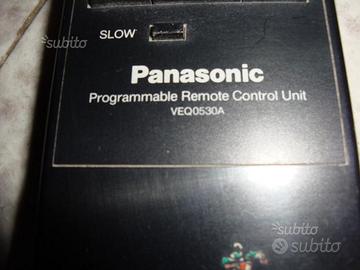 subito
SLOW
Panasonic
Programmable Remote Control Unit
VEQ0530A
subito
subito